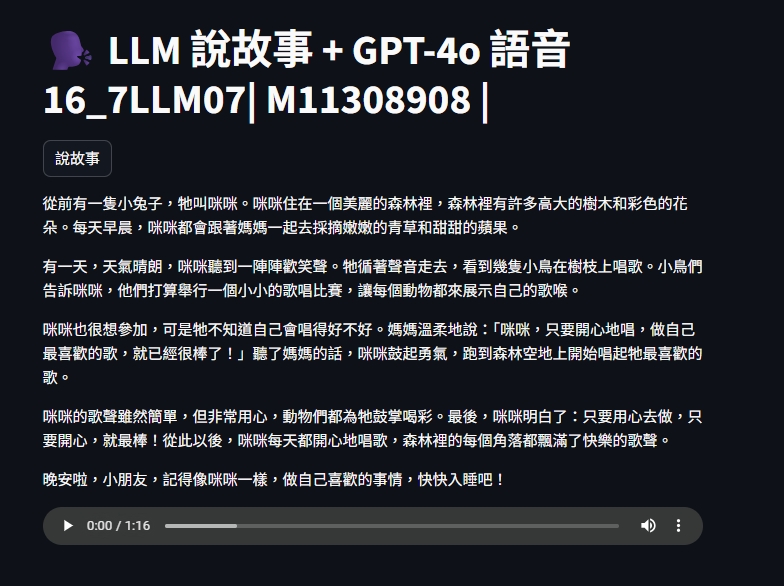 LLM 說故事 + GPT-4o 語音
16_7LLM07| M11308908 |
說故事
從前有一隻小兔子，牠叫咪咪。咪咪住在一個美麗的森林裡，森林裡有許多高大的樹木和彩色的花
朵。每天早晨，咪咪都會跟著媽媽一起去採摘嫩嫩的青草和甜甜的蘋果。
有一天，天氣晴朗，咪咪聽到一陣陣歡笑聲。牠循著聲音走去，看到幾隻小鳥在樹枝上唱歌。小鳥們
告訴咪咪，他們打算舉行一個小小的歌唱比賽，讓每個動物都來展示自己的歌喉。
咪咪也很想參加，可是牠不知道自己會唱得好不好。媽媽溫柔地說：「咪咪，只要開心地唱，做自己
最喜歡的歌，就已經很棒了！」聽了媽媽的話，咪咪鼓起勇氣，跑到森林空地上開始唱起牠最喜歡的
歌。
咪咪的歌聲雖然簡單，但非常用心，動物們都為牠鼓掌喝彩。最後，咪咪明白了：只要用心去做，只
要開心，就最棒！從此以後，咪咪每天都開心地唱歌，森林裡的每個角落都飄滿了快樂的歌聲。
晚安啦，小朋友，記得像咪咪一樣，做自己喜歡的事情，快快入睡吧！
0:00 / 1:16